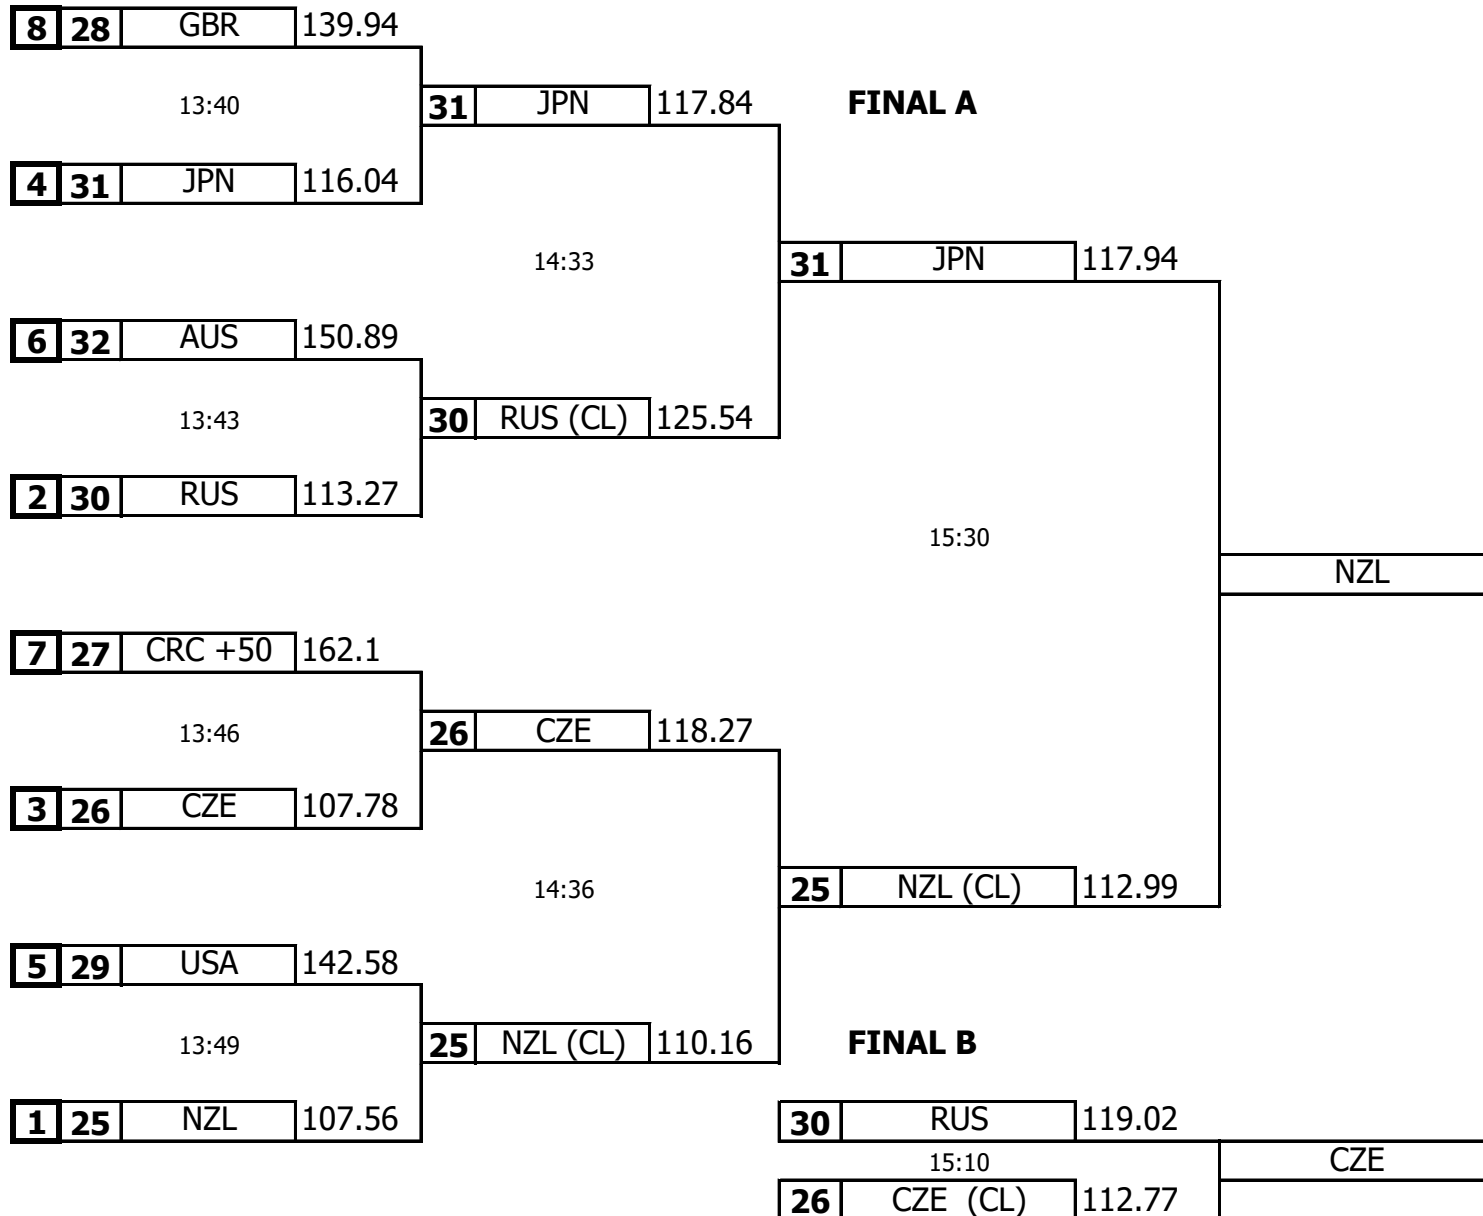 8 28 GBR 139.94
13:40 31 JPN 117.84 FINAL A
4 31 JPN 116.04
14:33 31 JPN 117.94
6 32 AUS 150.89
13:43 30 RUS (CL) 125.54
2 30 RUS 113.27
15:30
NZL
7 27 CRC +50 162.1
13:46 26 CZE 118.27
3 26 CZE 107.78
14:36 25 NZL (CL) 112.99
5 29 USA 142.58
13:49 25 NZL (CL) 110.16 FINAL B
1 25 NZL 107.56 30 RUS 119.02
15:10 CZE
26 CZE (CL) 112.77